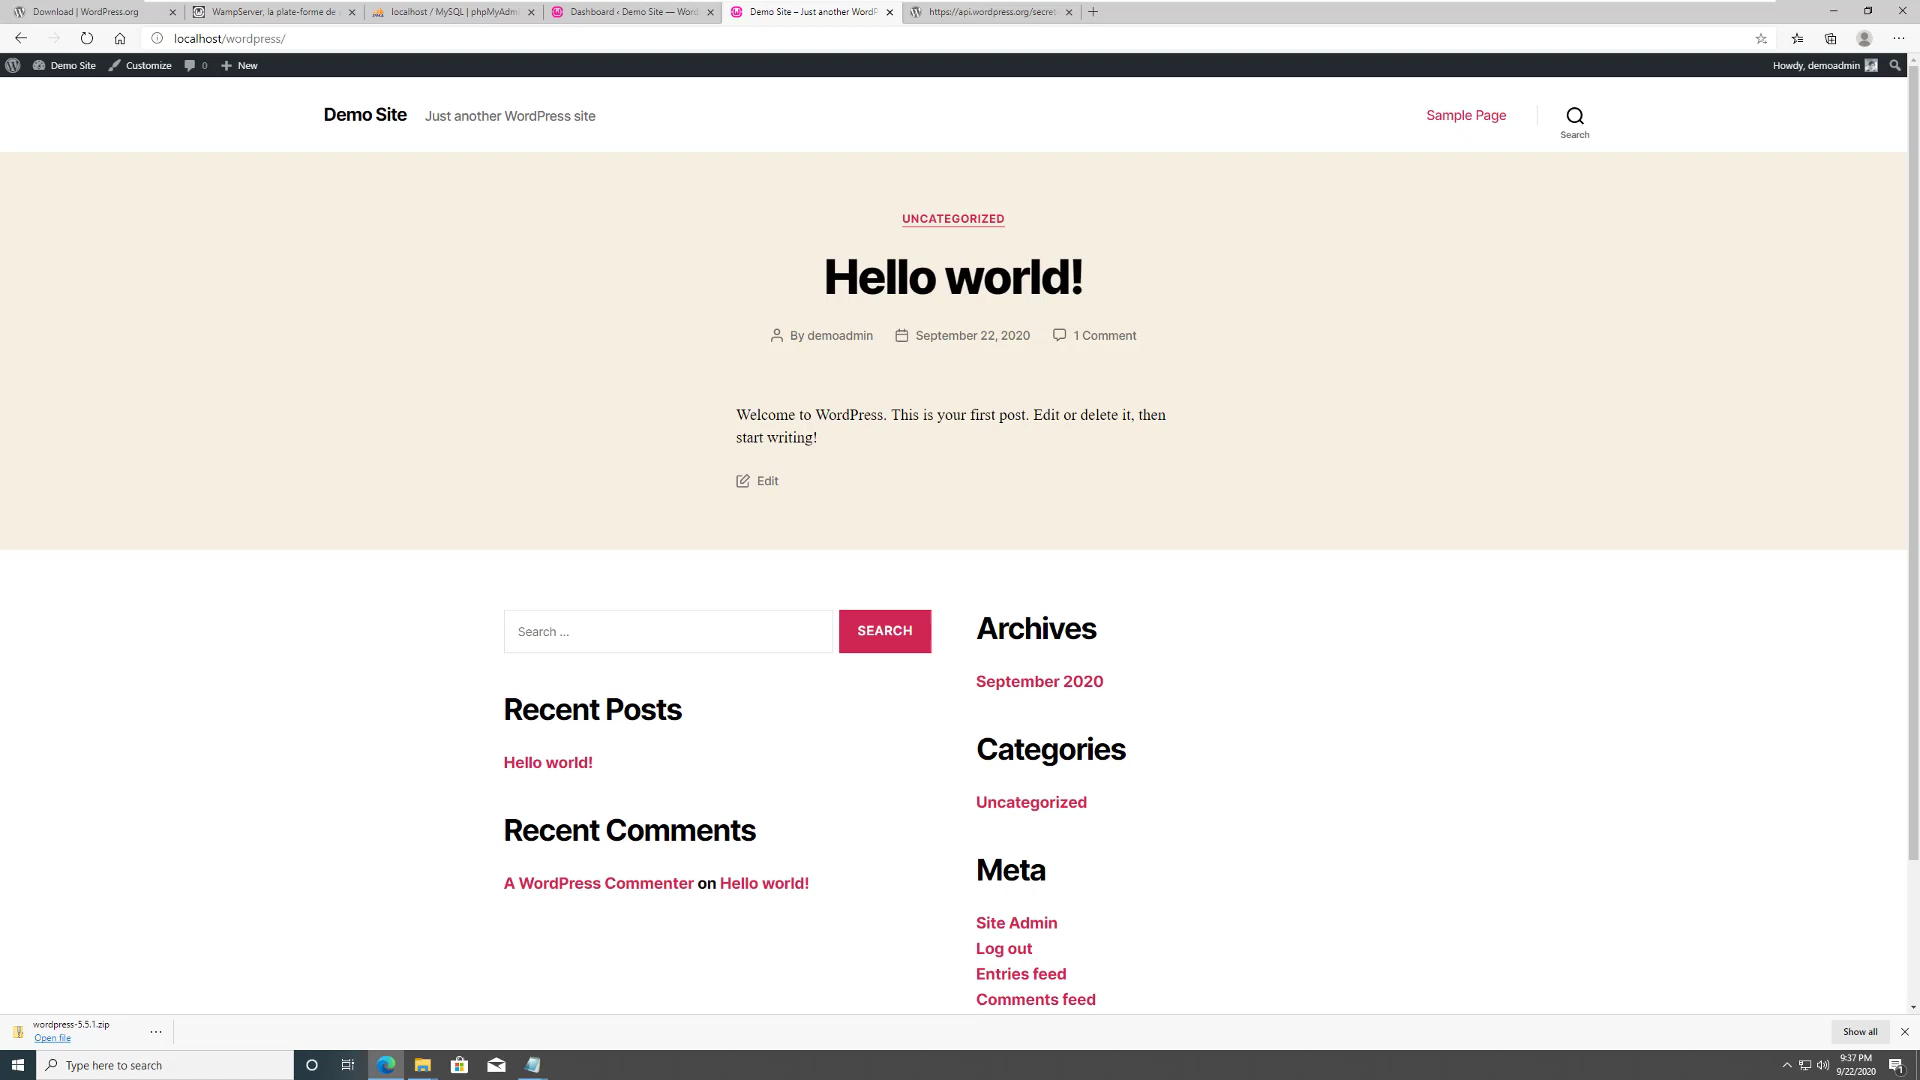 Download | WordPress.org
WampServer, la plate-forme de
localhost / MySQL | phpMyAdmi
Dashboard ‹ Demo Site — Word
Demo Site – Just another WordP
https://api.wordpress.org/secret-
localhost/wordpress/
Demo Site
Customize
0
New
Howdy, demoadmin
Demo Site
Just another WordPress site
Sample Page
Search
UNCATEGORIZED
Hello world!
By demoadmin
September 22, 2020
1 Comment
Welcome to WordPress. This is your first post. Edit or delete it, then
start writing!
Edit
Search …
SEARCH
Recent Posts
Hello world!
Recent Comments
A WordPress Commenter on Hello world!
Archives
September 2020
Categories
Uncategorized
Meta
Site Admin
Log out
Entries feed
Comments feed
wordpress-5.5.1.zip
Open file
Show all
Type here to search
9:37 PM
9/22/2020
1